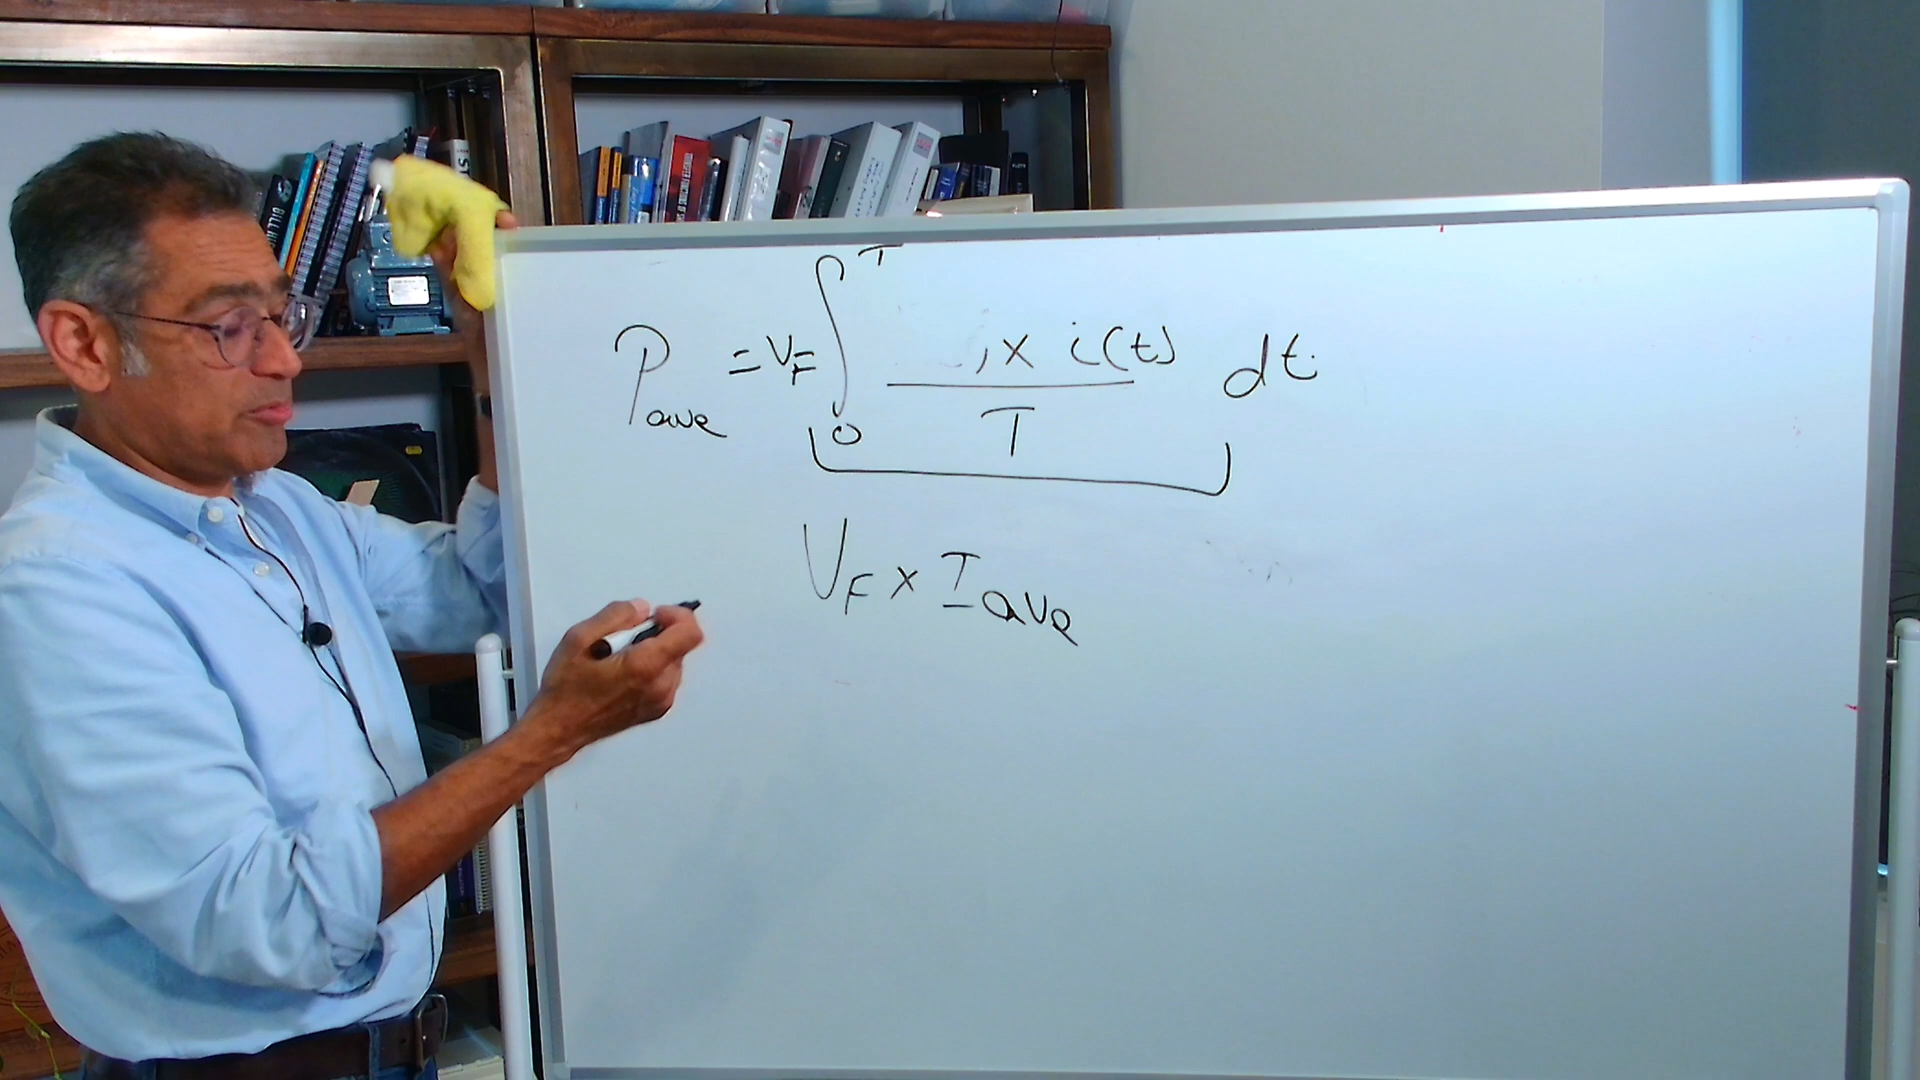 P_ave = V_F ∫_0^T x i(t) / T dt
V_F x I_ave